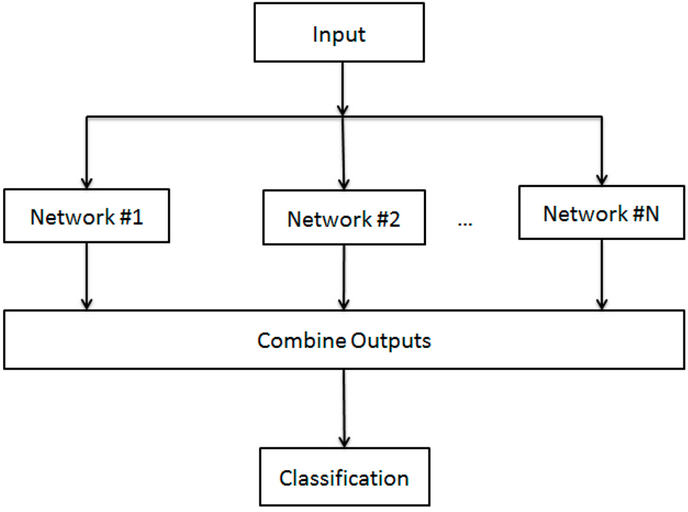 Input
Network #1
Network #2
...
Network #N
Combine Outputs
Classification